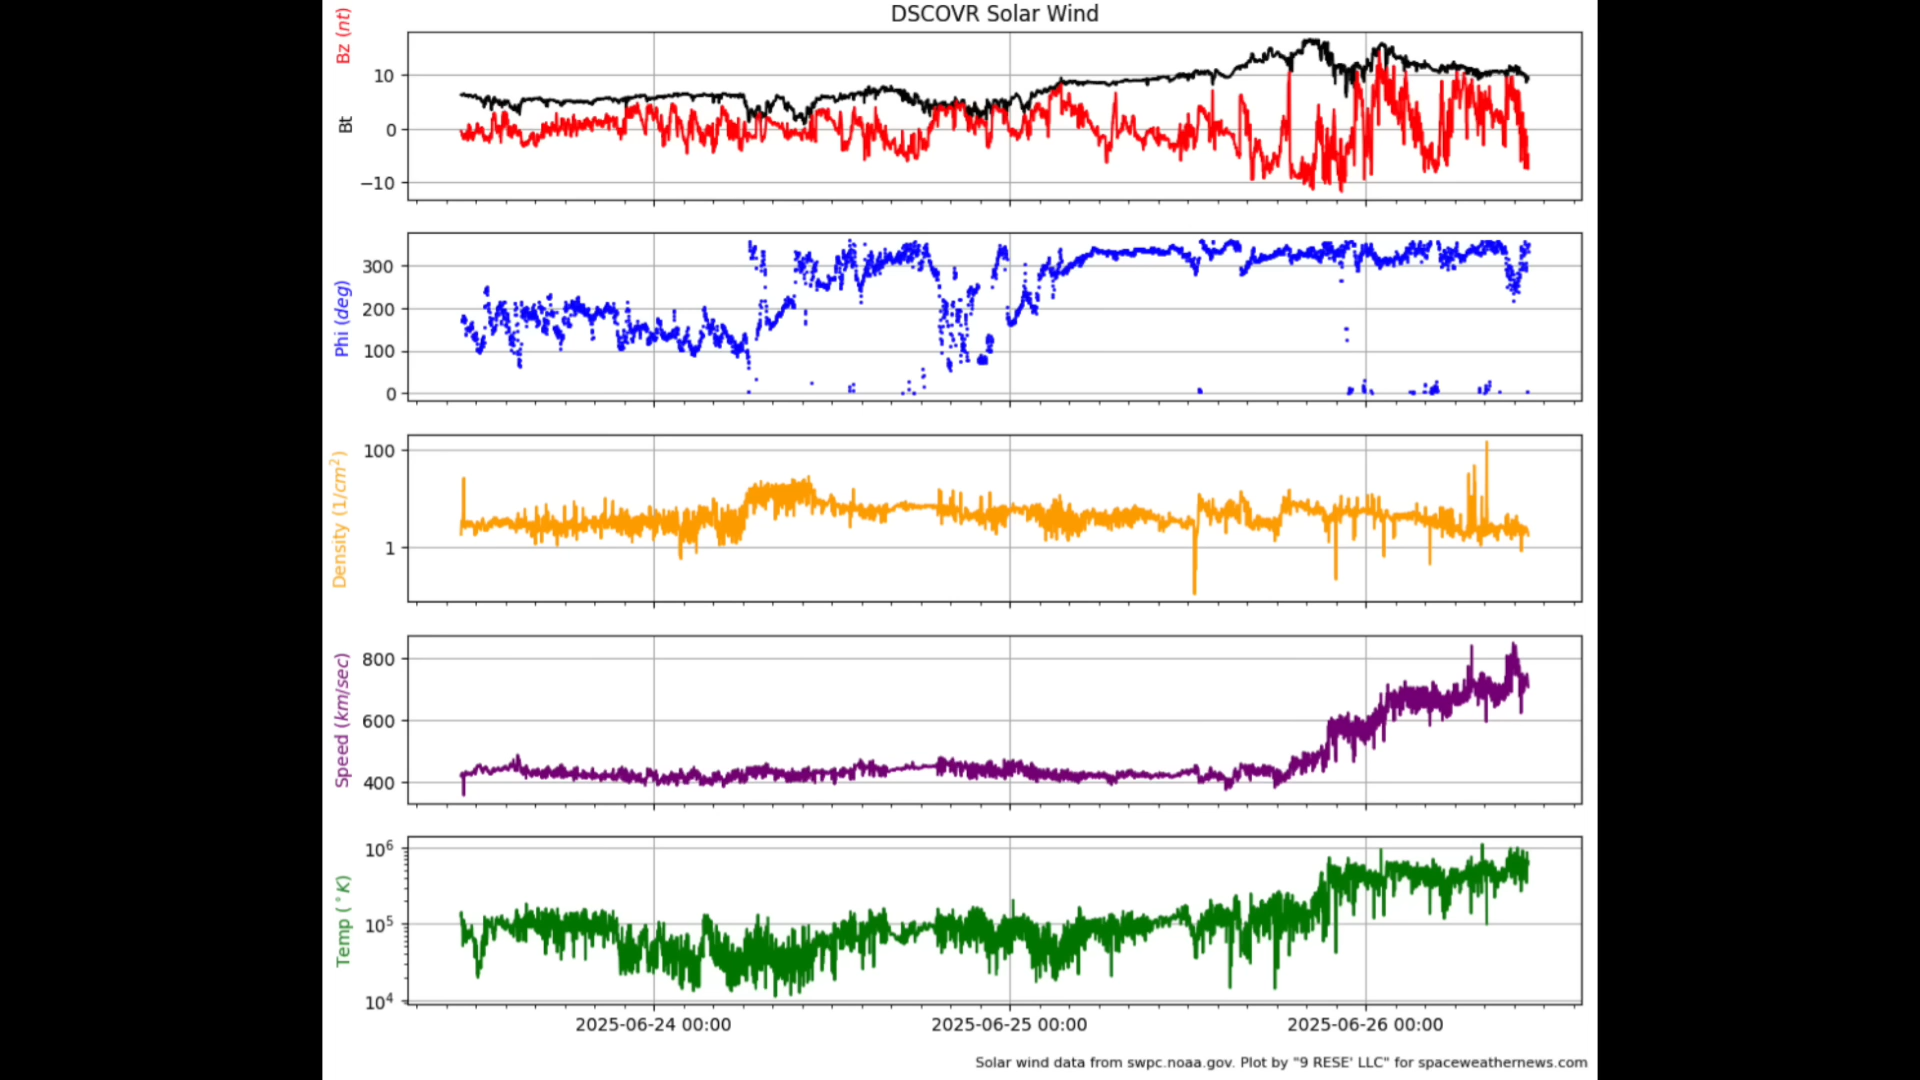 DSCOVR Solar Wind
Bt Bz (nt)
10
0
−10
Phi (deg)
300
200
100
0
Density (1/cm²)
100
1
Speed (km/sec)
800
600
400
Temp (°K)
10⁶
10⁵
10⁴
2025-06-24 00:00 2025-06-25 00:00 2025-06-26 00:00
Solar wind data from swpc.noaa.gov. Plot by "9 RESE' LLC" for spaceweathernews.com